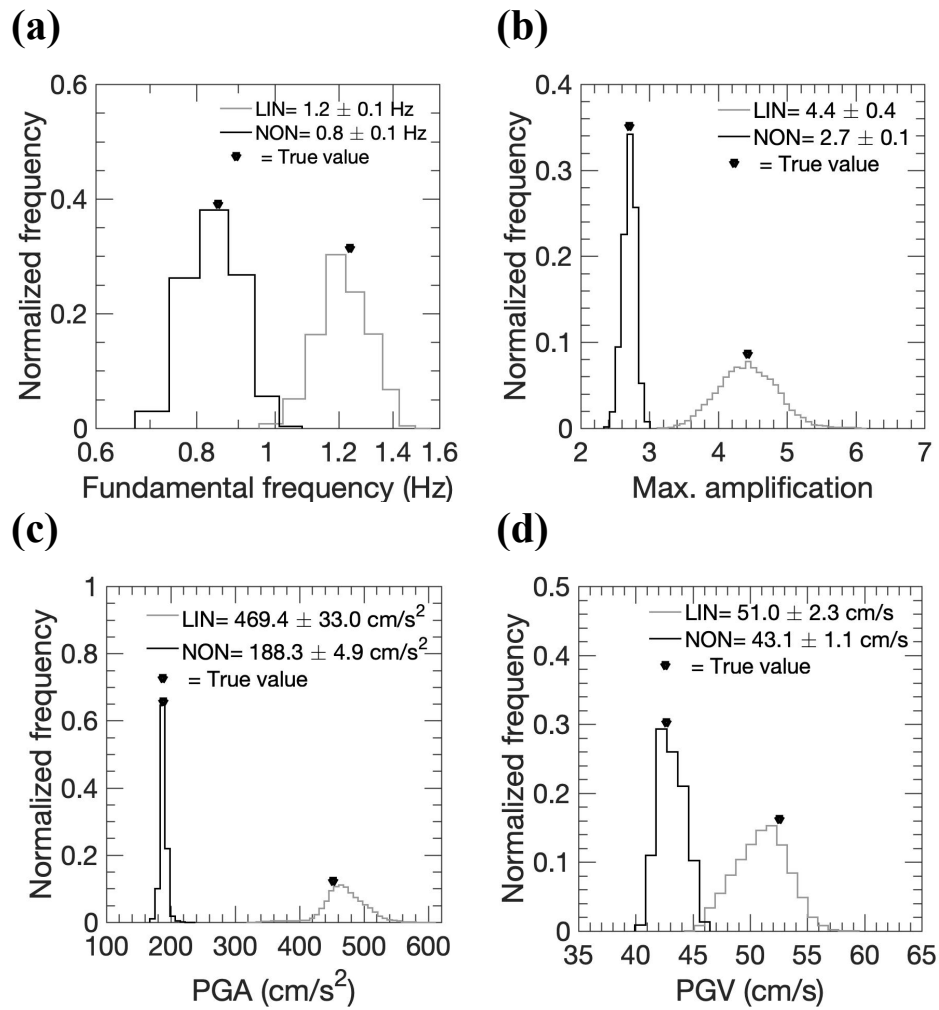 (a)
0.6
0.4
0.2
0
Normalized frequency
LIN= 1.2 ± 0.1 Hz
NON= 0.8 ± 0.1 Hz
= True value
0.6 0.8 1 1.2 1.4 1.6
Fundamental frequency (Hz)
(b)
0.4
0.3
0.2
0.1
0
Normalized frequency
LIN= 4.4 ± 0.4
NON= 2.7 ± 0.1
= True value
2 3 4 5 6 7
Max. amplification
(c)
1
0.8
0.6
0.4
0.2
0
Normalized frequency
LIN= 469.4 ± 33.0 cm/s²
NON= 188.3 ± 4.9 cm/s²
= True value
100 200 300 400 500 600
PGA (cm/s²)
(d)
0.5
0.4
0.3
0.2
0.1
0
Normalized frequency
LIN= 51.0 ± 2.3 cm/s
NON= 43.1 ± 1.1 cm/s
= True value
35 40 45 50 55 60 65
PGV (cm/s)